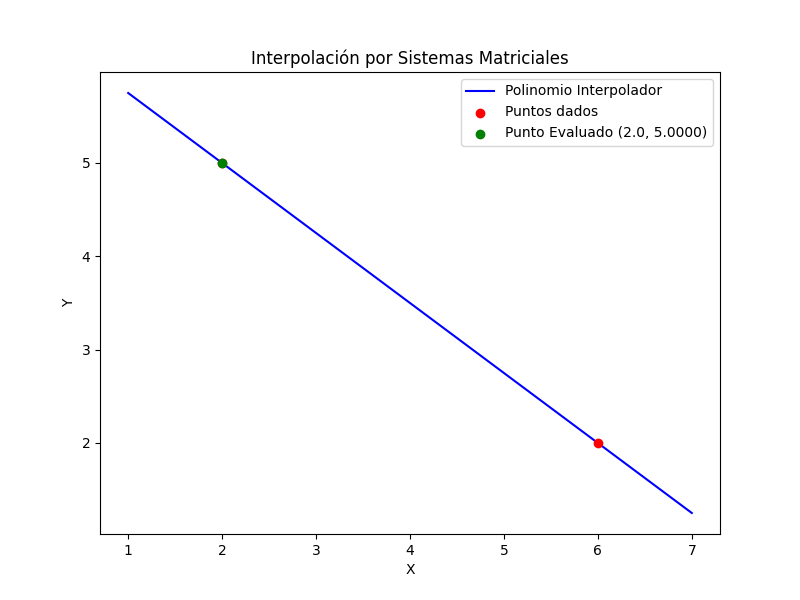 Interpolación por Sistemas Matriciales
Polinomio Interpolador
Puntos dados
Punto Evaluado (2.0, 5.0000)
5
4
3
2
Y
1 2 3 4 5 6 7
X